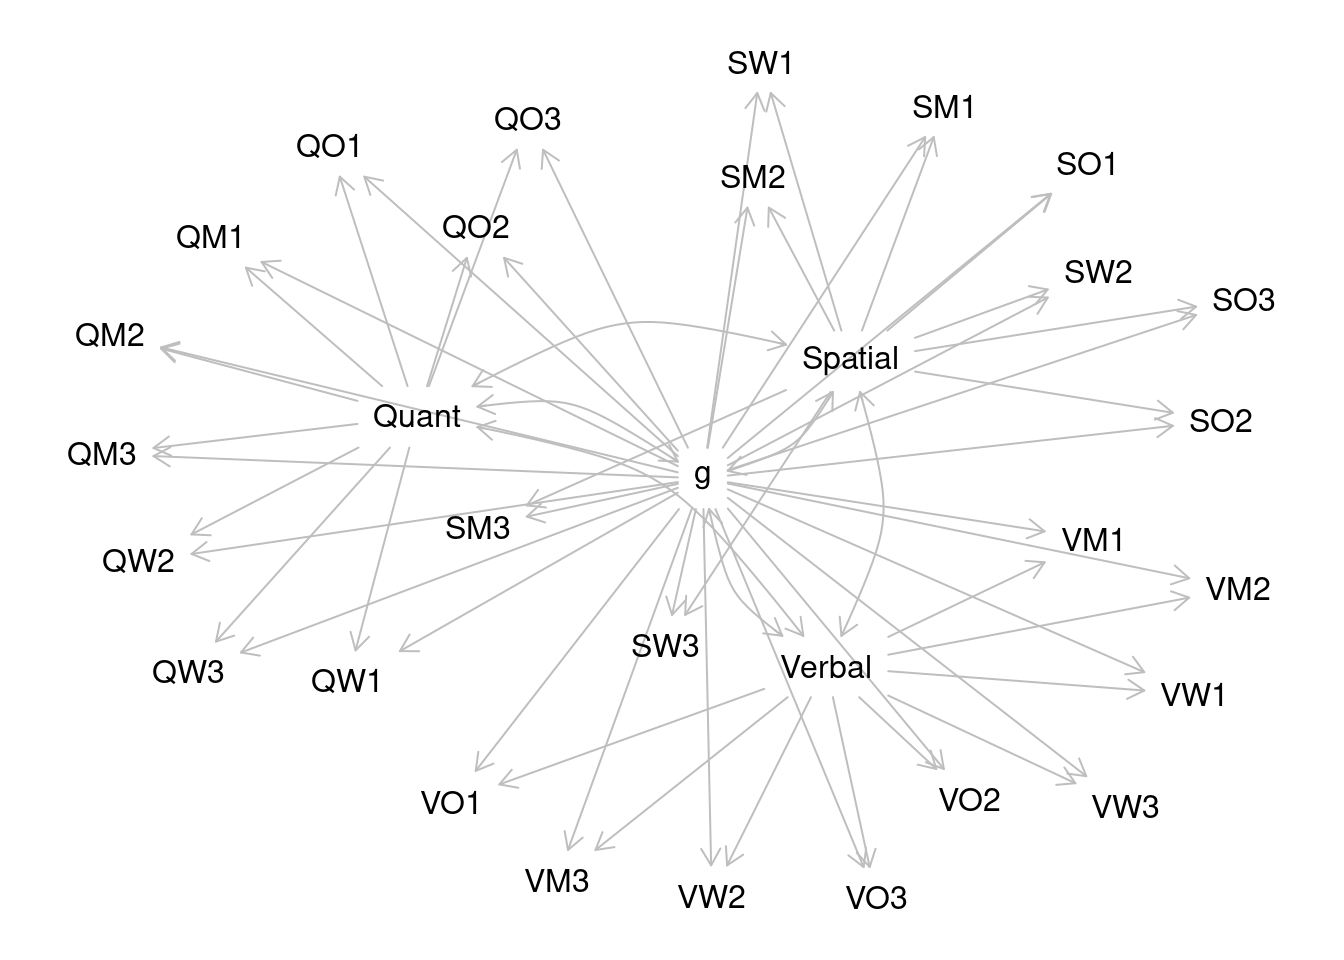 SW1
SM1
QO3
QO1
SO1
SM2
QO2
QM1
SW2
SO3
QM2
Spatial
Quant
SO2
QM3
g
SM3
VM1
QW2
VM2
SW3
Verbal
QW3
QW1
VW1
VO2
VO1
VW3
VM3
VW2
VO3